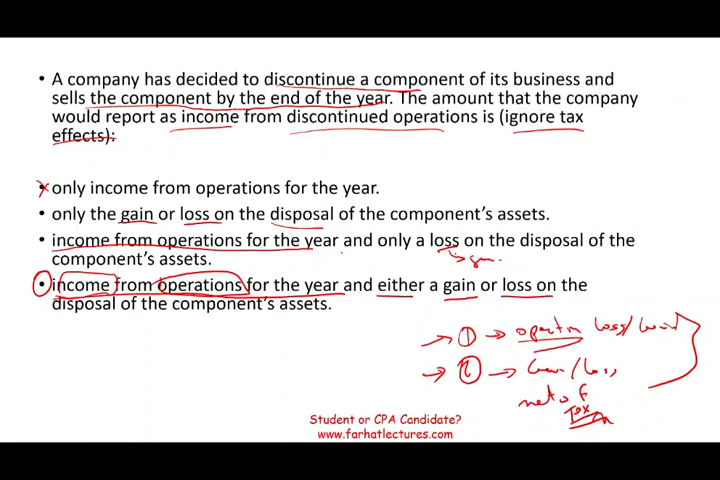 • A company has decided to discontinue a component of its business and
sells the component by the end of the year. The amount that the company
would report as income from discontinued operations is (ignore tax
effects):
• only income from operations for the year.
• only the gain or loss on the disposal of the component's assets.
• income from operations for the year and only a loss on the disposal of the
component's assets.
• income from operations for the year and either a gain or loss on the
disposal of the component's assets.
1 → loss/
2 → Gain/Loss
net of
Tax
Student or CPA Candidate?
www.farhatlectures.com